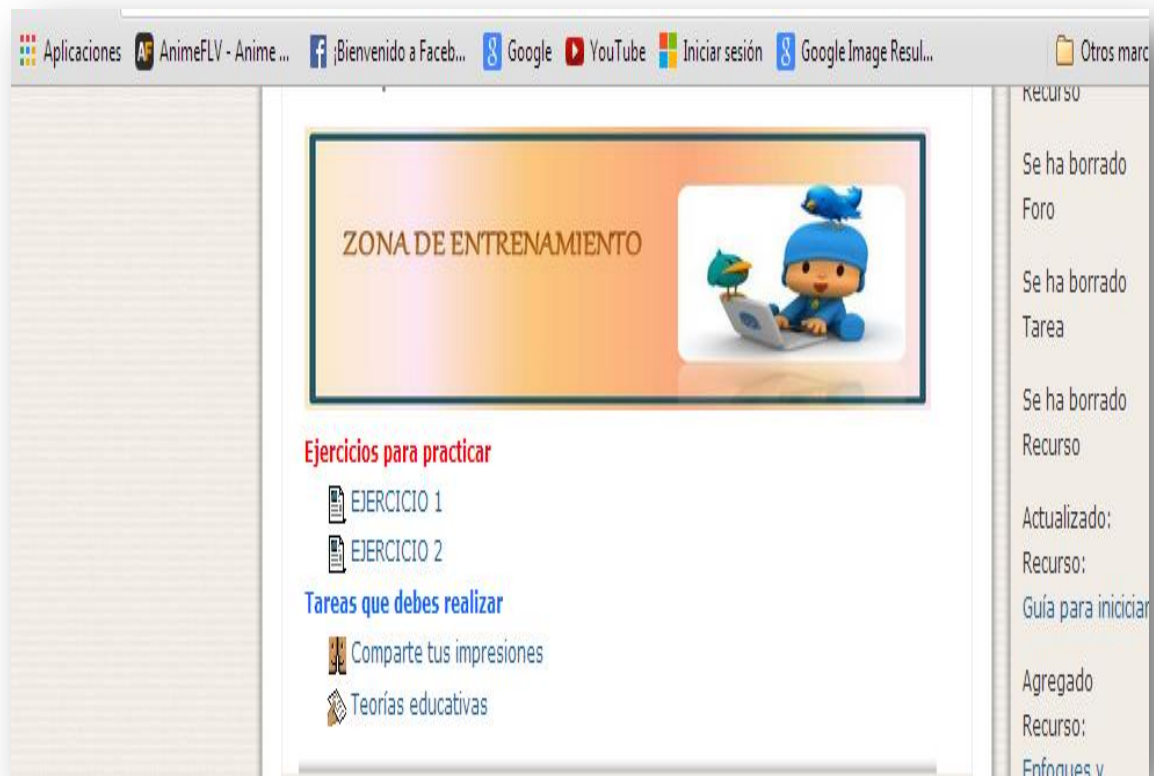 Aplicaciones AnimeFLV - Anime ... ¡Bienvenido a Faceb... Google YouTube Iniciar sesión Google Image Resul... Otros marc
ZONA DE ENTRENAMIENTO
Ejercicios para practicar
EJERCICIO 1
EJERCICIO 2
Tareas que debes realizar
Comparte tus impresiones
Teorías educativas
Recurso
Se ha borrado
Foro
Se ha borrado
Tarea
Se ha borrado
Recurso
Actualizado:
Recurso:
Guía para iniciciar
Agregado
Recurso:
Enfoques y